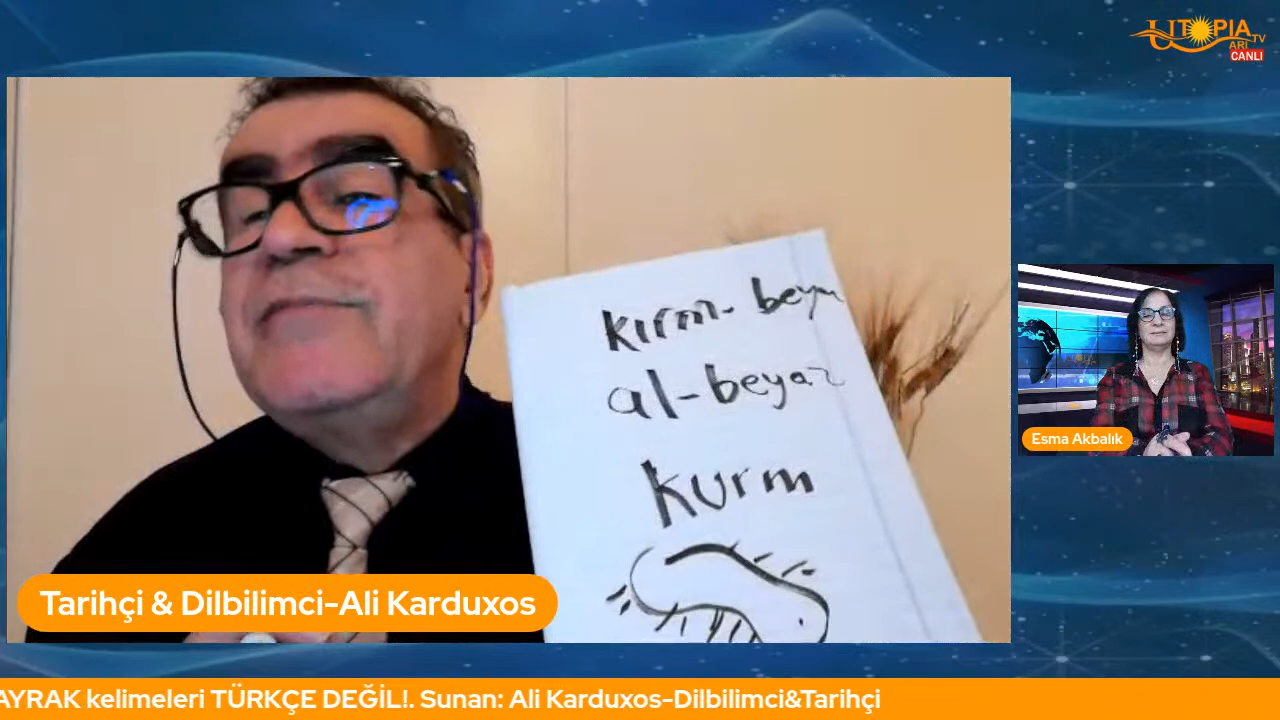 UTOPIA TV
ARİ
CANLI
kırm-
al-beyaz
kurm
Esma Akbalık
Tarihçi & Dilbilimci-Ali Karduxos
AYRAK kelimeleri TÜRKÇE DEĞİL!. Sunan: Ali Karduxos-Dilbilimci&Tarihçi